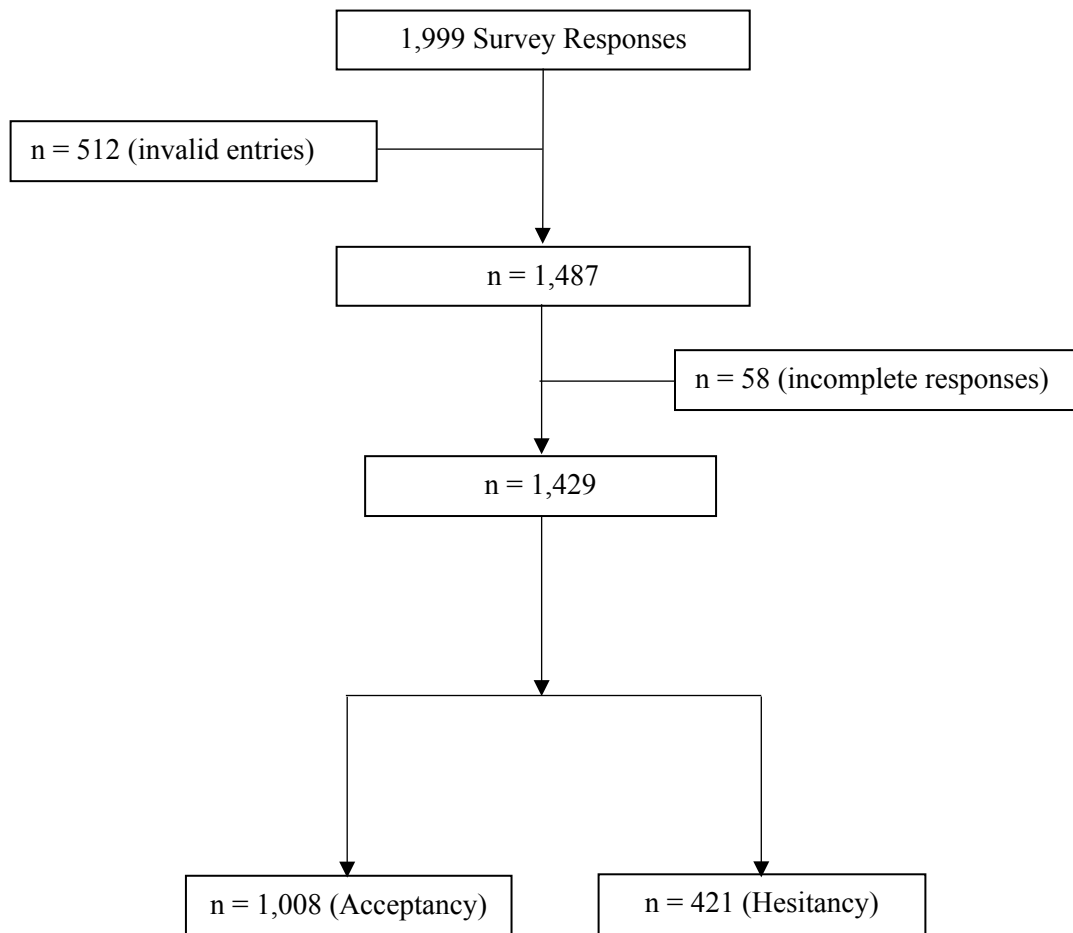 1,999 Survey Responses
n = 512 (invalid entries)
n = 1,487
n = 58 (incomplete responses)
n = 1,429
n = 1,008 (Acceptancy)
n = 421 (Hesitancy)